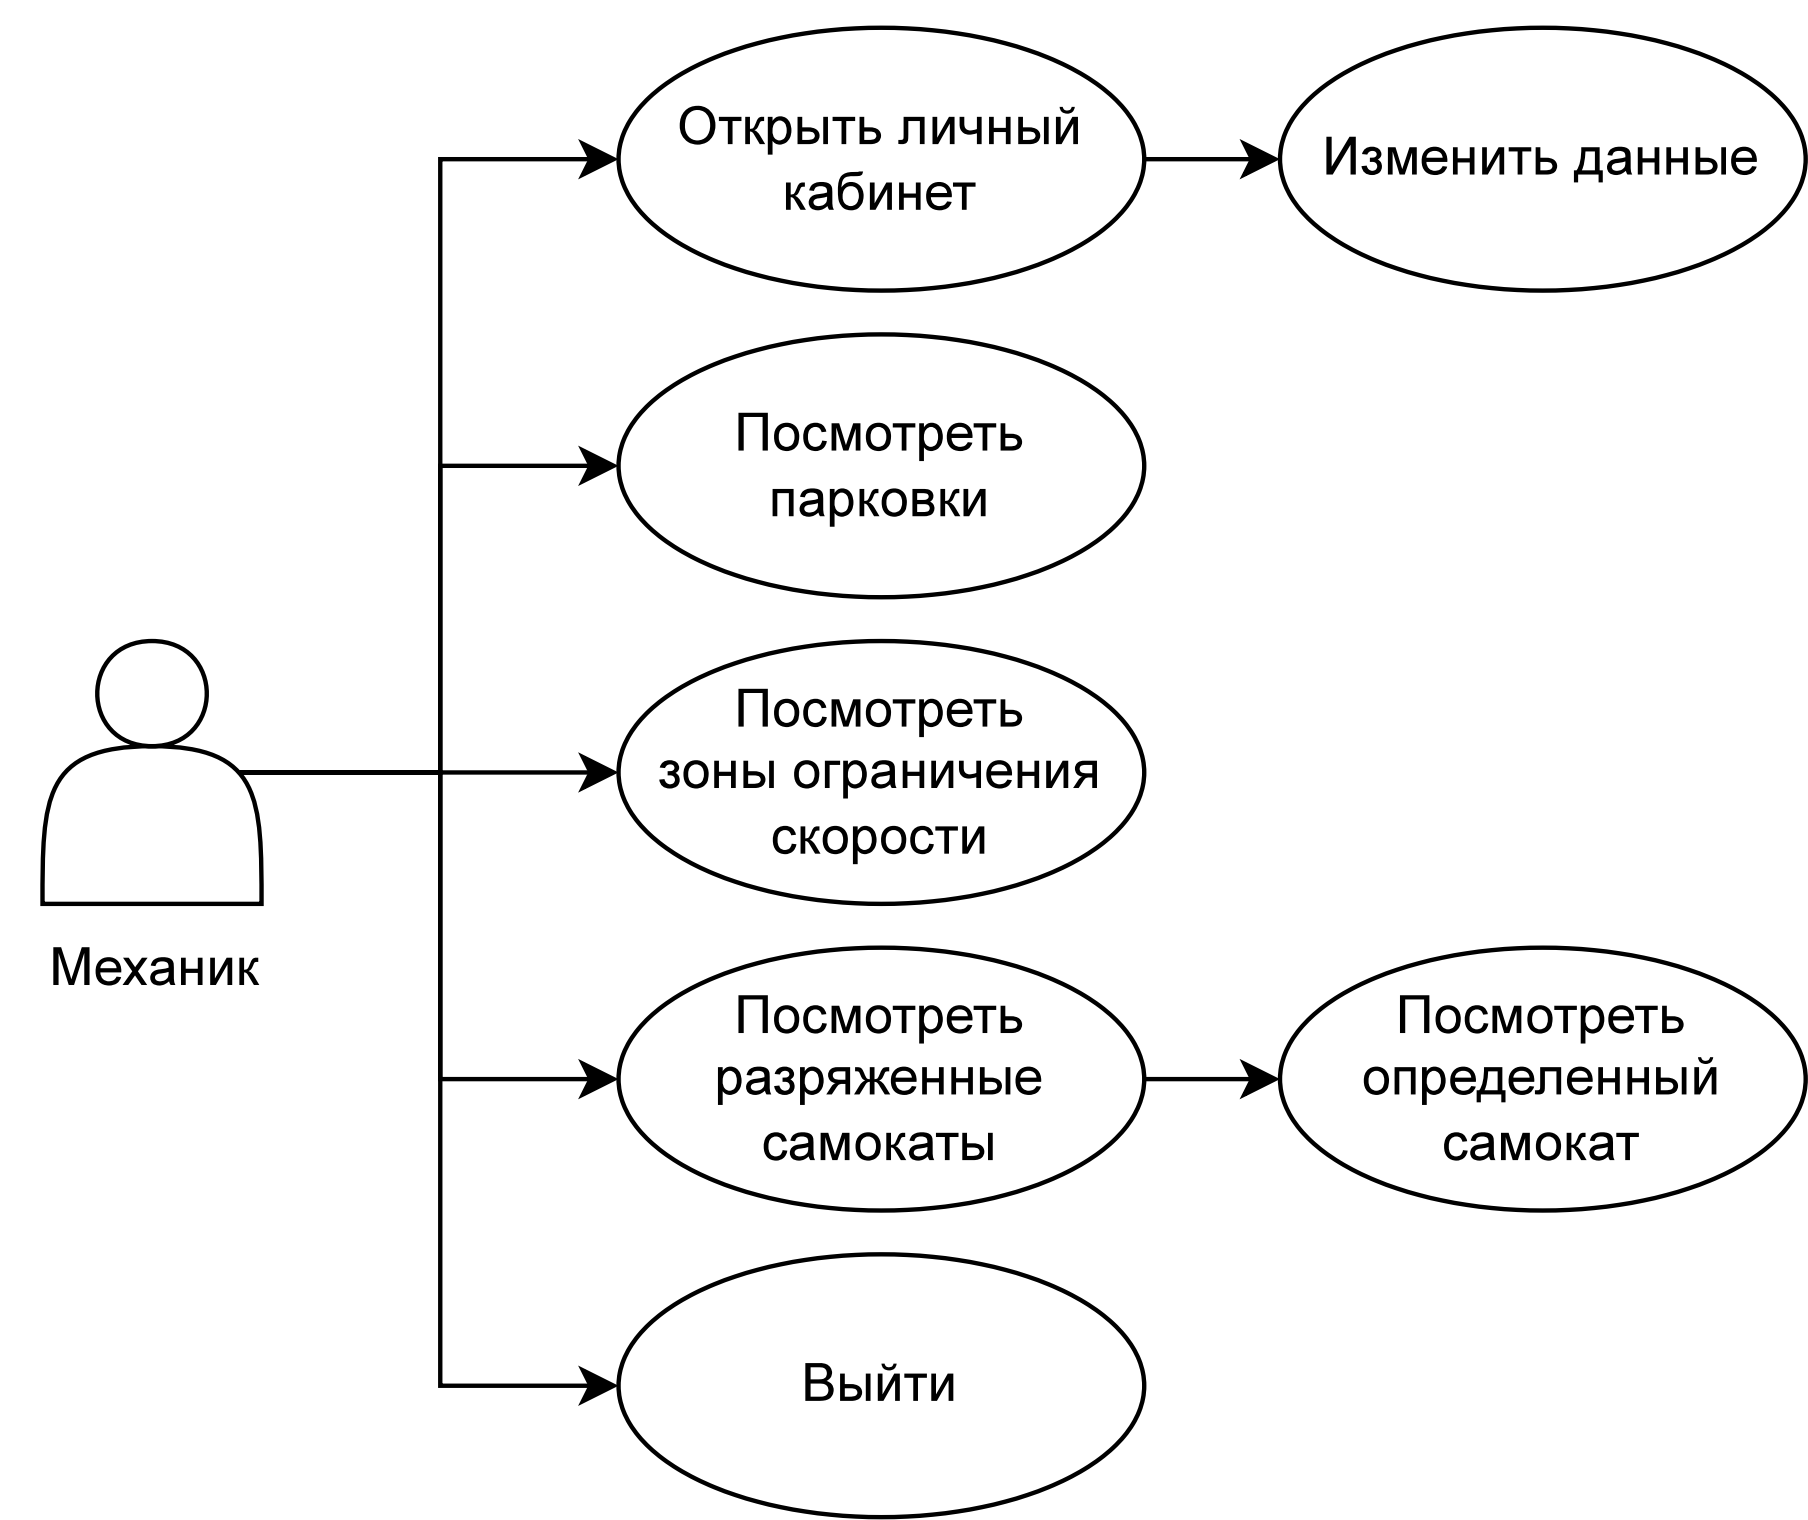 Открыть личный
кабинет
Изменить данные
Посмотреть
парковки
Посмотреть
зоны ограничения
скорости
Механик
Посмотреть
разряженные
самокаты
Посмотреть
определенный
самокат
Выйти